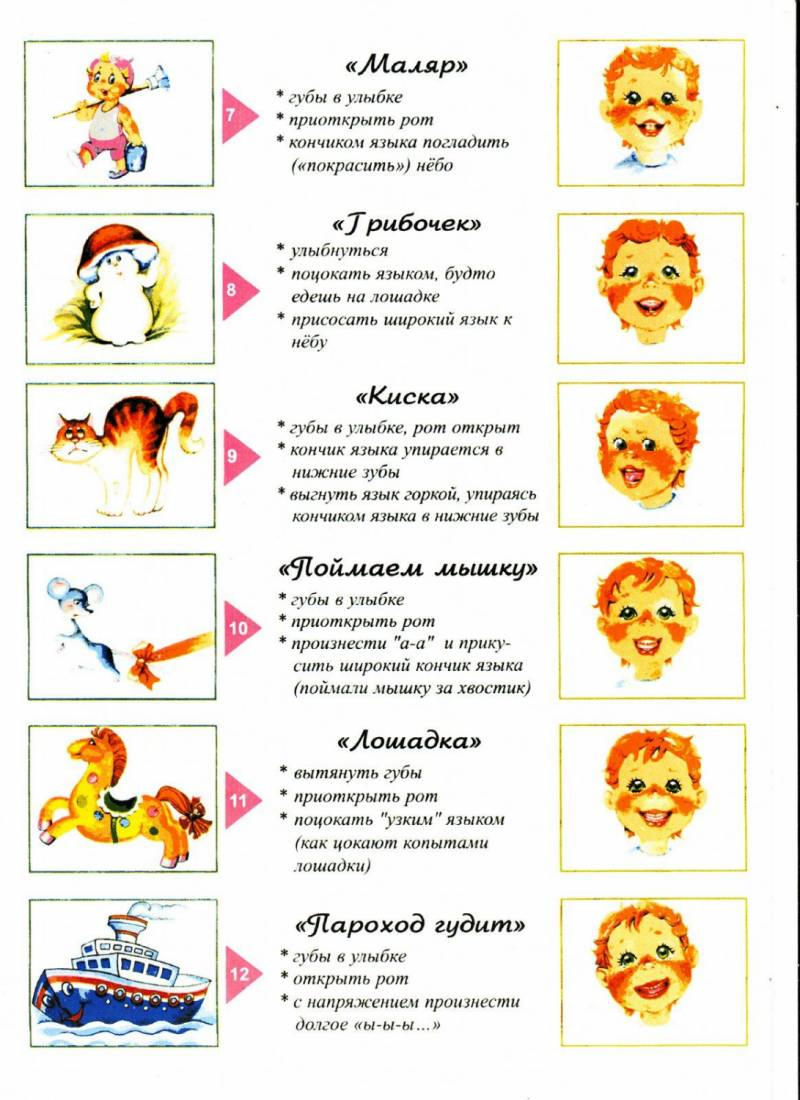 7
«Маляр»
* губы в улыбке
* приоткрыть рот
* кончиком языка погладить
(«покрасить») нёбо
8
«Грибочек»
* улыбнуться
* поцокать языком, будто
едешь на лошадке
* присосать широкий язык к
нёбу
9
«Киска»
* губы в улыбке, рот открыт
* кончик языка упирается в
нижние зубы
* выгнуть язык горкой, упираясь
кончиком языка в нижние зубы
10
«Поймаем мышку»
* губы в улыбке
* приоткрыть рот
* произнести "а-а" и прику-
сить широкий кончик языка
(поймали мышку за хвостик)
11
«Лошадка»
* вытянуть губы
* приоткрыть рот
* поцокать "узким" языком
(как цокают копытами
лошадки)
12
«Пароход гудит»
* губы в улыбке
* открыть рот
* с напряжением произнести
долгое «ы-ы-ы...»